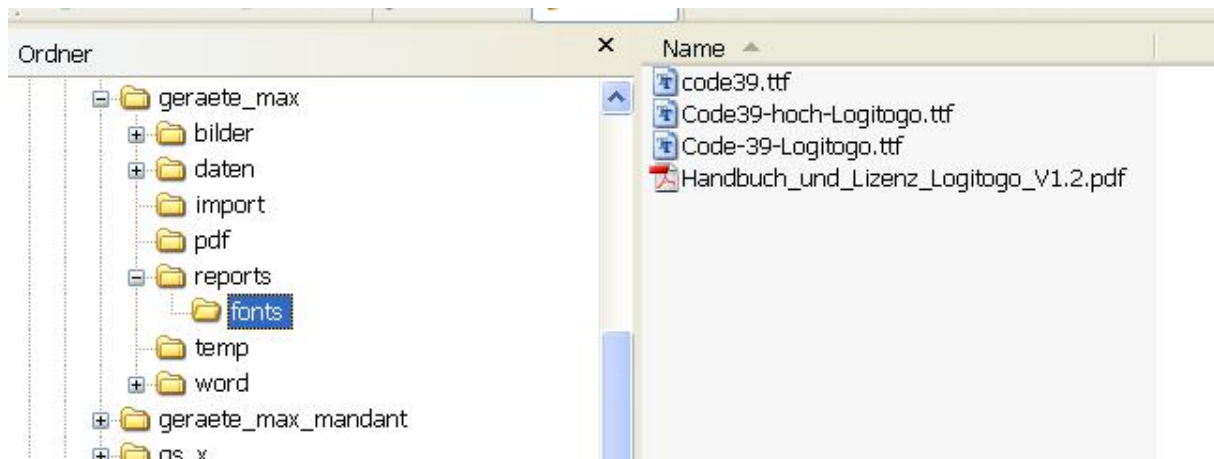 Ordner
geraete_max
bilder
daten
import
pdf
reports
fonts
temp
word
geraete_max_mandant
Name
code39.ttf
Code39-hoch-Logitogo.ttf
Code-39-Logitogo.ttf
Handbuch_und_Lizenz_Logitogo_V1.2.pdf